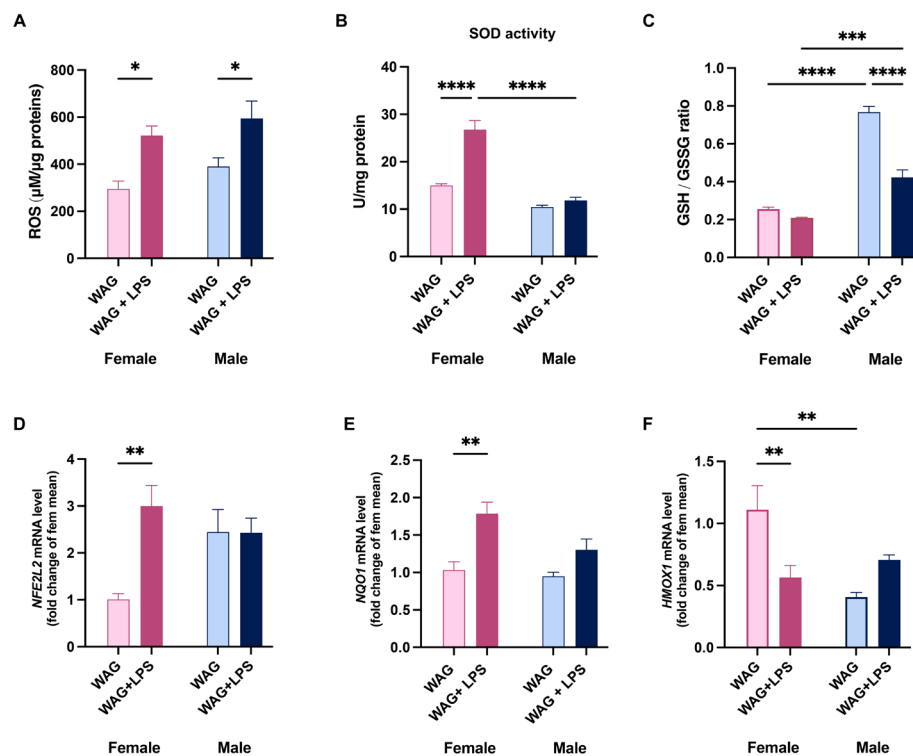 A
ROS (μM/μg proteins)
800
600
400
200
0
*
*
WAG
WAG + LPS
WAG
WAG + LPS
Female
Male
B
SOD activity
U/mg protein
40
30
20
10
0
****
****
WAG
WAG + LPS
WAG
WAG + LPS
Female
Male
C
GSH / GSSG ratio
1.0
0.8
0.6
0.4
0.2
0.0
***
****
****
WAG
WAG + LPS
WAG
WAG + LPS
Female
Male
D
NFE2L2 mRNA level
(fold change of fem mean)
4
3
2
1
0
**
WAG
WAG+LPS
WAG
WAG+LPS
Female
Male
E
NQO1 mRNA level
(fold change of fem mean)
2.5
2.0
1.5
1.0
0.5
0.0
**
WAG
WAG+ LPS
WAG
WAG+ LPS
Female
Male
F
HMOX1 mRNA level
(fold change of fem mean)
1.5
1.0
0.5
0.0
**
**
WAG
WAG+LPS
WAG
WAG+LPS
Female
Male